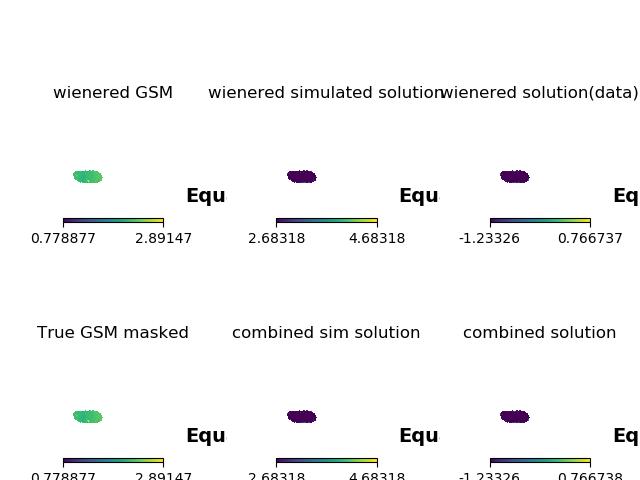 wienered GSM
wienered simulated solution
wienered solution(data)
Equ
Equ
Eq
0.778877 2.89147
2.68318 4.68318
-1.23326 0.766737
True GSM masked
combined sim solution
combined solution
Equ
Equ
Eq
0.778877 2.89147
2.68318 4.68318
-1.23326 0.766738